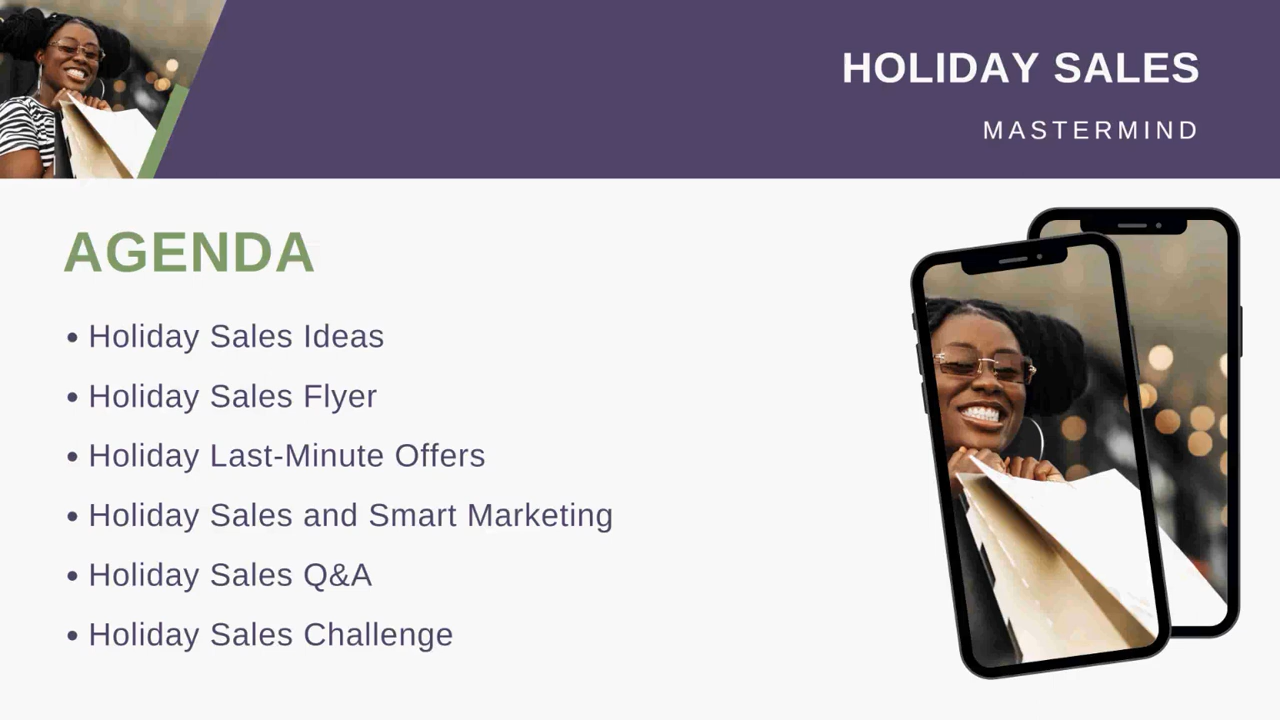 HOLIDAY SALES
MASTERMIND
AGENDA
• Holiday Sales Ideas
• Holiday Sales Flyer
• Holiday Last-Minute Offers
• Holiday Sales and Smart Marketing
• Holiday Sales Q&A
• Holiday Sales Challenge